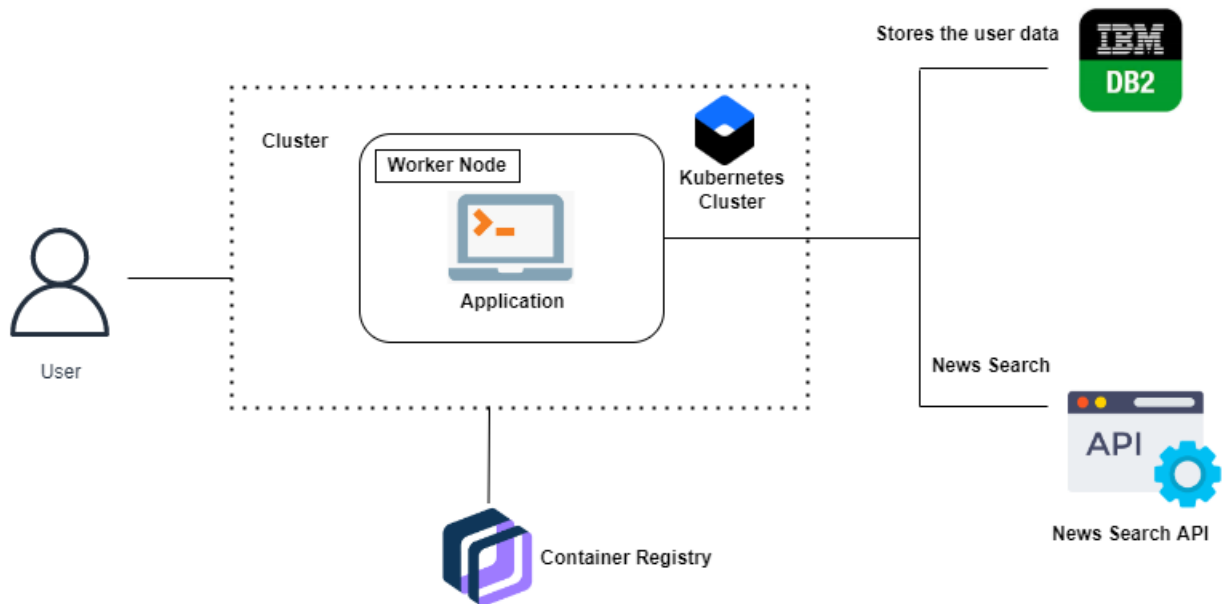 Stores the user data
IBM
DB2
Cluster
Worker Node
Kubernetes
Cluster
Application
User
News Search
API
News Search API
Container Registry